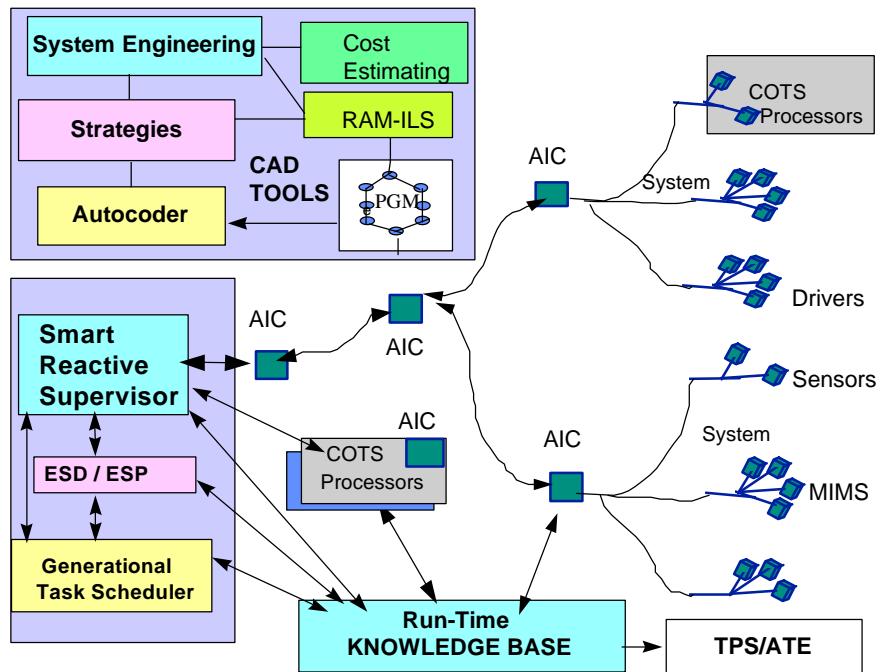 System Engineering
Cost
Estimating
Strategies
RAM-ILS
CAD
TOOLS
PGM
Autocoder
AIC
COTS
Processors
System
Drivers
Smart
Reactive
Supervisor
AIC
AIC
Sensors
System
AIC
AIC
COTS
Processors
MIMS
ESD / ESP
Generational
Task Scheduler
Run-Time
KNOWLEDGE BASE
TPS/ATE